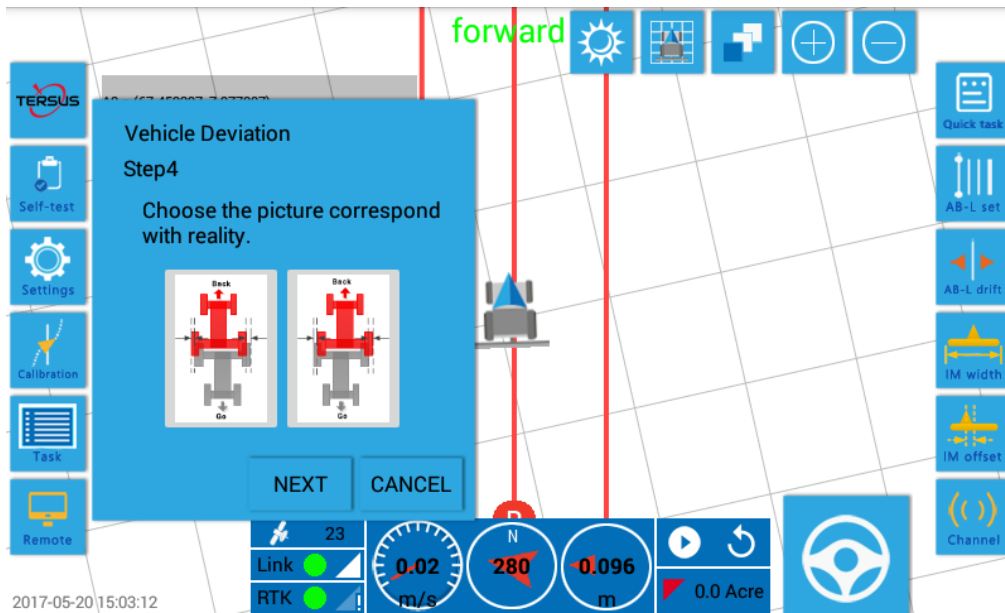 forward
TERSUS
Quick task
Vehicle Deviation
Step4
Self-test
AB-L set
Choose the picture correspond
with reality.
Settings
AB-L drift
Back
Back
Calibration
IM width
Go
Go
Task
IM offset
NEXT
CANCEL
Remote
Channel
23
N
Link
0.02
280
0.096
RTK
m/s
m
0.0 Acre
2017-05-20 15:03:12